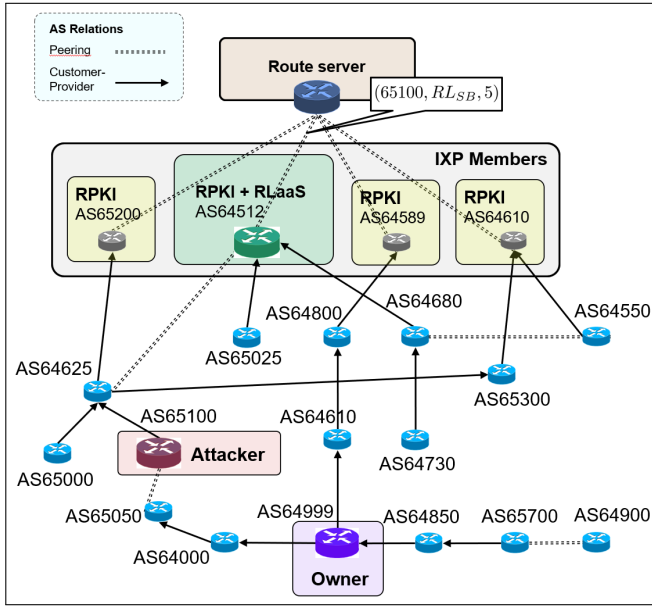 AS Relations
Peering
Customer-
Provider
Route server
(65100, RL_{SB}, 5)
IXP Members
RPKI
AS65200
RPKI + RLaaS
AS64512
RPKI
AS64589
RPKI
AS64610
AS64800
AS64680
AS64550
AS65025
AS64625
AS65300
AS65100
AS64610
AS65000
Attacker
AS64730
AS65050
AS64999
AS64850
AS65700
AS64900
AS64000
Owner